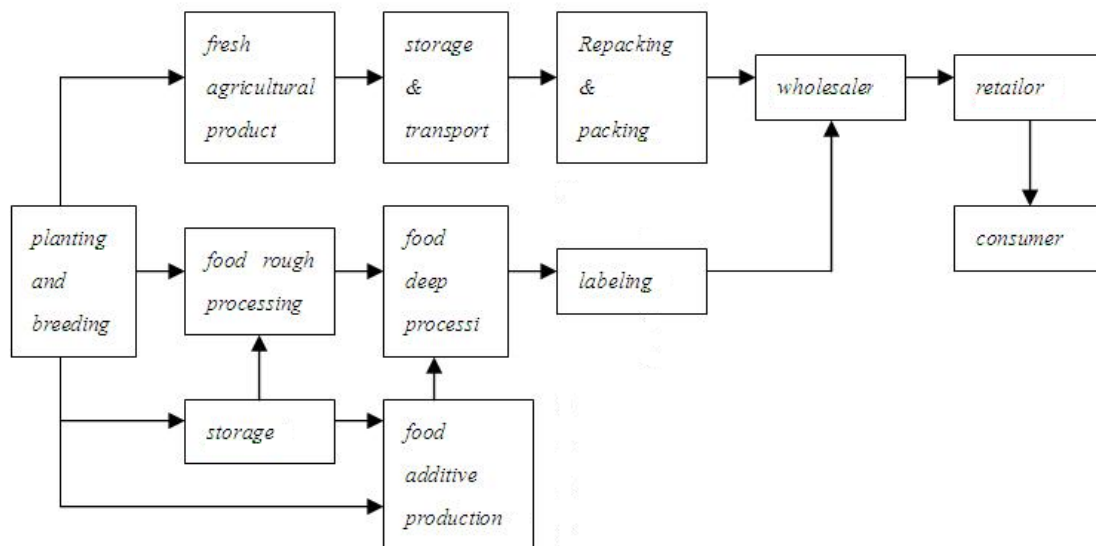 fresh
agricultural
product
storage
&
transport
Repacking
&
packing
wholesaler
retailor
planting
and
breeding
food rough
processing
food
deep
processi
labeling
consumer
storage
food
additive
production